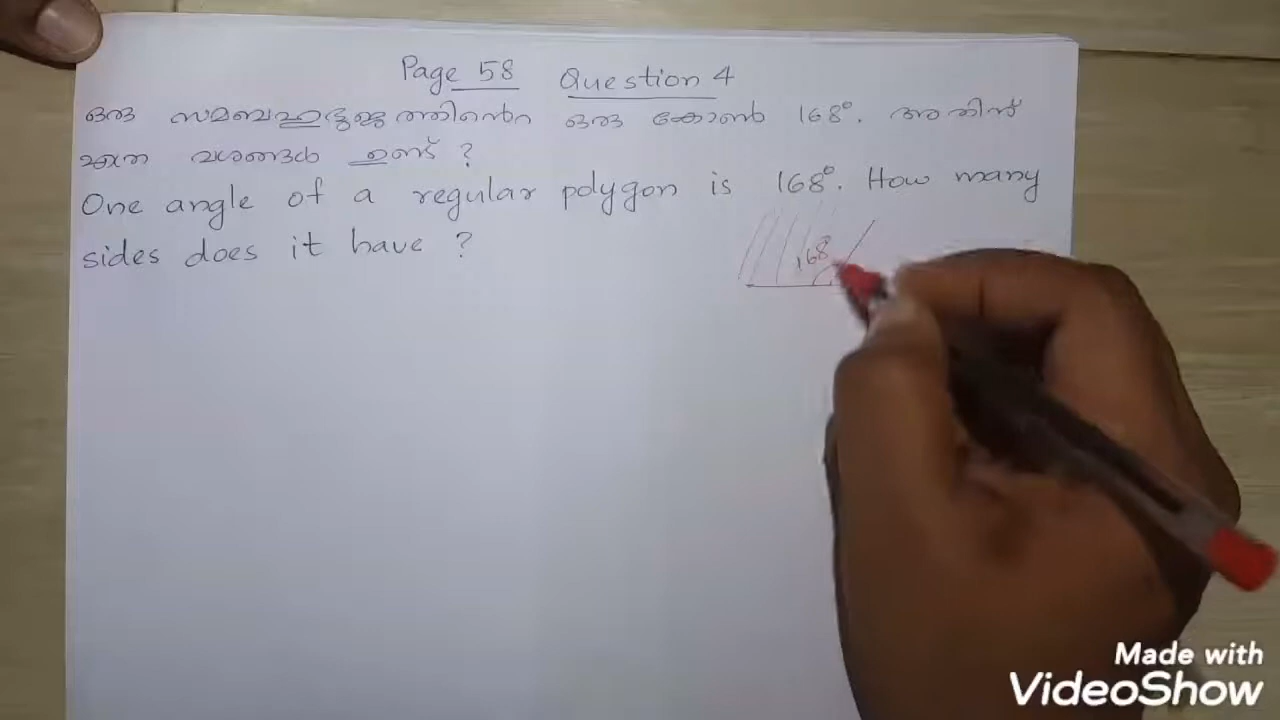 Page 58 Question 4
ഒരു സമബഹുഭുജത്തിന്റെ ഒരു കോൺ 168°. അതിന്
എത്ര വശങ്ങൾ ഉണ്ട് ?
One angle of a regular polygon is 168°. How many
sides does it have ?
168°
Made with
VideoShow